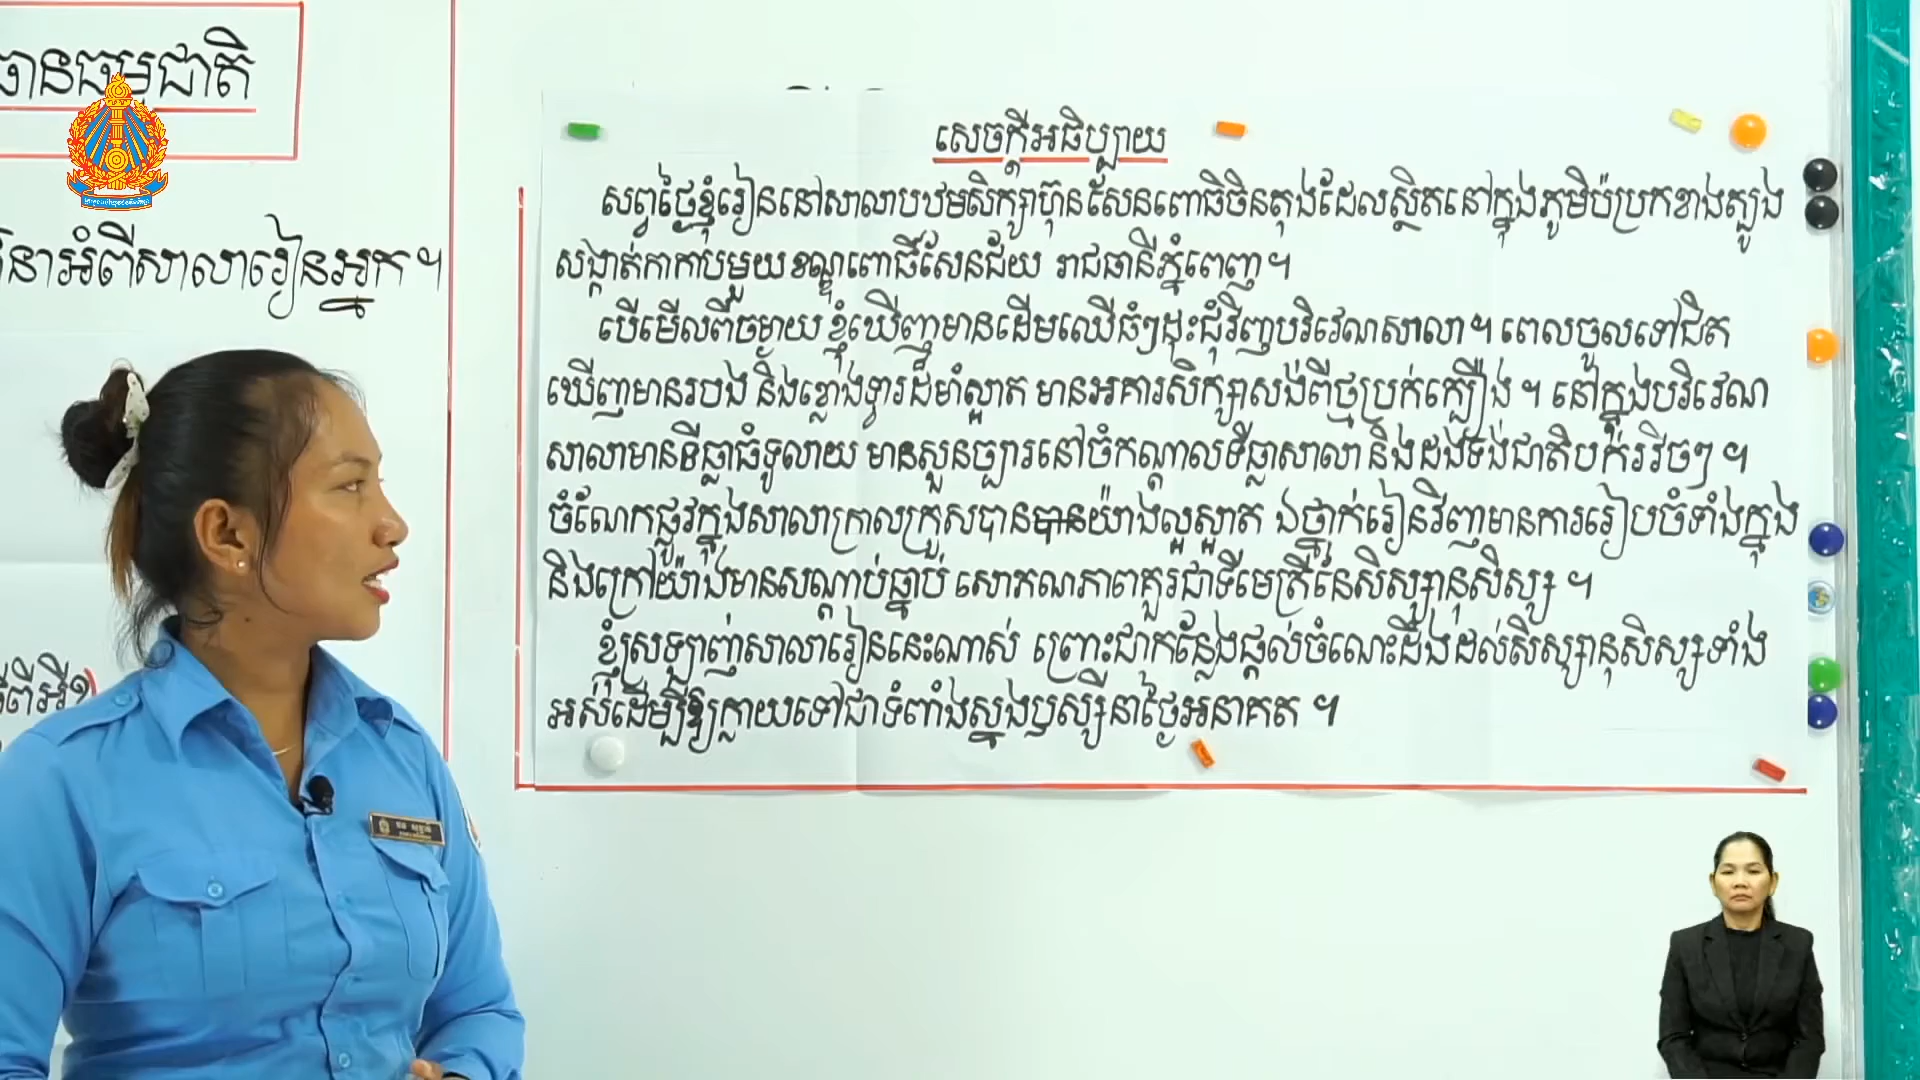 ធានធម្មជាតិ
នាអំពីសាលារៀនអ្នក។
ពីអ្វី
សេចក្តីអធិប្បាយ
សព្វថ្ងៃខ្ញុំរៀននៅសាលាបឋមសិក្សាហ៊ុនសែនពោធិចិនតុងដែលស្ថិតនៅក្នុងភូមិប៉ប្រកខាងត្បូង
សង្កាត់កាកាប់មួយ ខណ្ឌពោធិ៍សែនជ័យ រាជធានីភ្នំពេញ។
បើមើលពីចម្ងាយ ខ្ញុំឃើញមានដើមឈើធំៗដុះជុំវិញបរិវេណសាលា។ ពេលចូលទៅជិត
ឃើញមានរបង និងខ្លោងទ្វារដ៏មាំស្អាត មានអគារសិក្សាសង់ពីថ្មប្រក់ក្បឿង ។ នៅក្នុងបរិវេណ
សាលាមានទីធ្លាធំទូលាយ មានសួនច្បារនៅចំកណ្តាលទីធ្លាសាលា និងដងទង់ជាតិបក់រវិចៗ ។
ចំណែកផ្លូវក្នុងសាលាក្រាលក្រួសបានបានយ៉ាងល្អស្អាត ឯថ្នាក់រៀនវិញមានការរៀបចំទាំងក្នុង
និងក្រៅយ៉ាងមានសណ្តាប់ធ្នាប់ សោភណភាពគួរជាទីមេត្រីនៃសិស្សានុសិស្ស ។
ខ្ញុំស្រឡាញ់សាលារៀននេះណាស់ ព្រោះជាកន្លែងផ្តល់ចំណេះដឹងដល់សិស្សានុសិស្សទាំង
អស់ដើម្បីឱ្យក្លាយទៅជាទំពាំងស្នងឫស្សីនាថ្ងៃអនាគត ៕